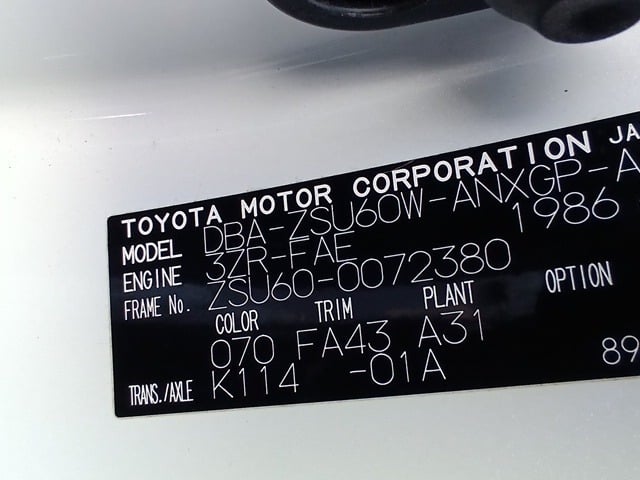 TOYOTA MOTOR CORPORATION JA
MODEL DBA-ZSU60W-ANXGP-A
ENGINE 3ZR-FAE 1986
FRAME No. ZSU60-0072380
COLOR TRIM PLANT OPTION
070 FA43 A31
TRANS./AXLE K114 -01A 89